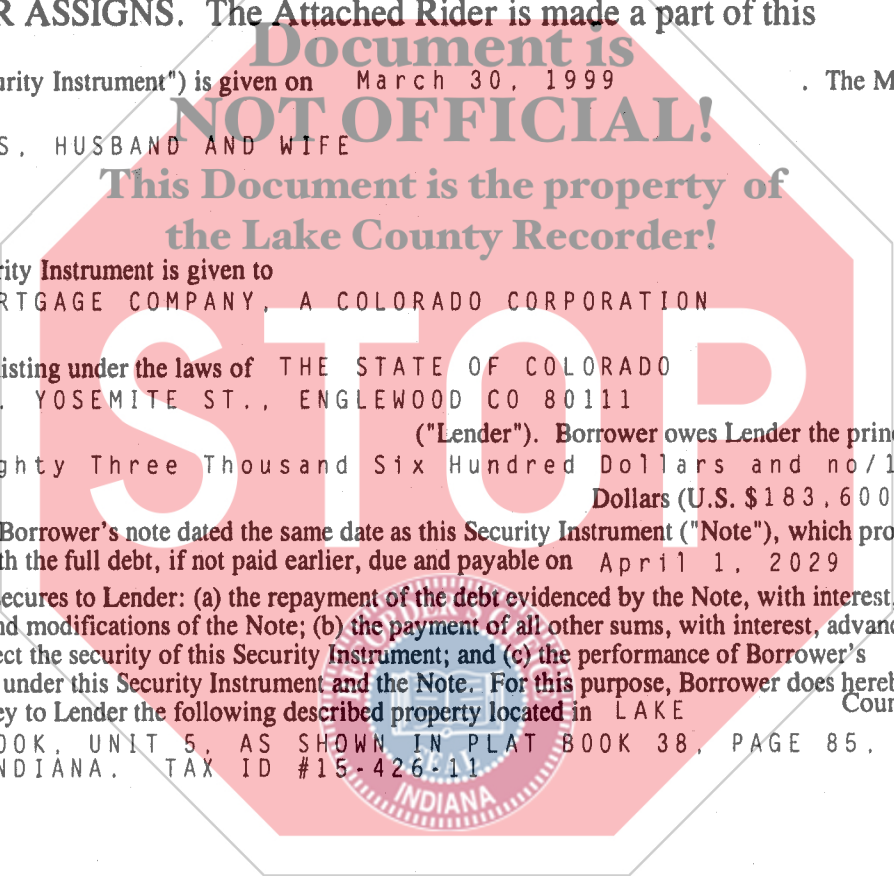 R ASSIGNS. The Attached Rider is made a part of this
Document is
urity Instrument") is given on March 30, 1999 . The M
NOT OFFICIAL!
S, HUSBAND AND WIFE
This Document is the property of
the Lake County Recorder!
rity Instrument is given to
RTGAGE COMPANY, A COLORADO CORPORATION
STOP
isting under the laws of THE STATE OF COLORADO
. YOSEMITE ST., ENGLEWOOD CO 80111
("Lender"). Borrower owes Lender the princ
ghty Three Thousand Six Hundred Dollars and no/1
Dollars (U.S. $183,600
Borrower's note dated the same date as this Security Instrument ("Note"), which pro
th the full debt, if not paid earlier, due and payable on April 1, 2029
ecures to Lender: (a) the repayment of the debt evidenced by the Note, with interest,
nd modifications of the Note; (b) the payment of all other sums, with interest, advanc
ect the security of this Security Instrument; and (c) the performance of Borrower's
under this Security Instrument and the Note. For this purpose, Borrower does hereb
ey to Lender the following described property located in LAKE Coun
OOK, UNIT 5, AS SHOWN IN PLAT BOOK 38, PAGE 85,
NDIANA. TAX ID #15-426-11
SEAL
INDIANA